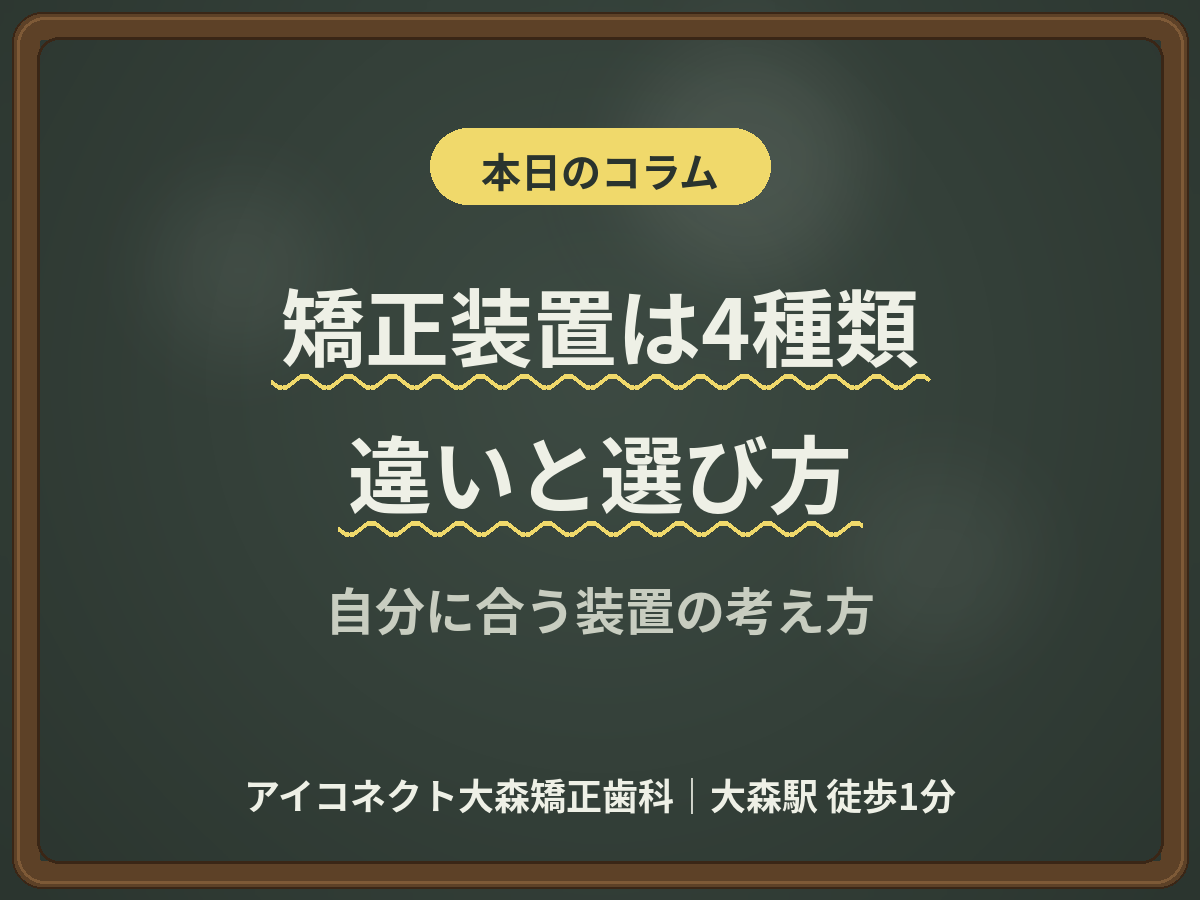 本日のコラム
矯正装置は4種類
違いと選び方
自分に合う装置の考え方
アイコネクト大森矯正歯科｜大森駅 徒歩1分